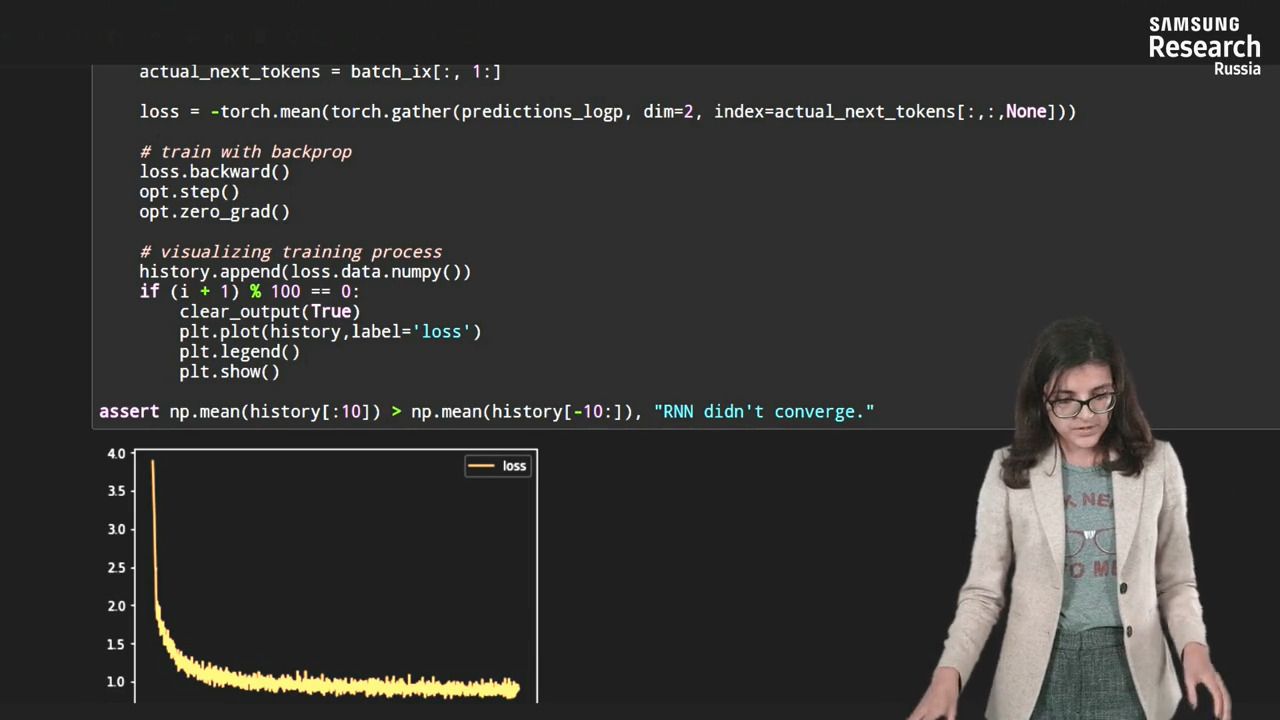 SAMSUNG
Research
Russia
actual_next_tokens = batch_ix[:, 1:]
loss = -torch.mean(torch.gather(predictions_logp, dim=2, index=actual_next_tokens[:,:,None]))
# train with backprop
loss.backward()
opt.step()
opt.zero_grad()
# visualizing training process
history.append(loss.data.numpy())
if (i + 1) % 100 == 0:
clear_output(True)
plt.plot(history,label='loss')
plt.legend()
plt.show()
assert np.mean(history[:10]) > np.mean(history[-10:]), "RNN didn't converge."
4.0
loss
3.5
3.0
2.5
2.0
1.5
1.0